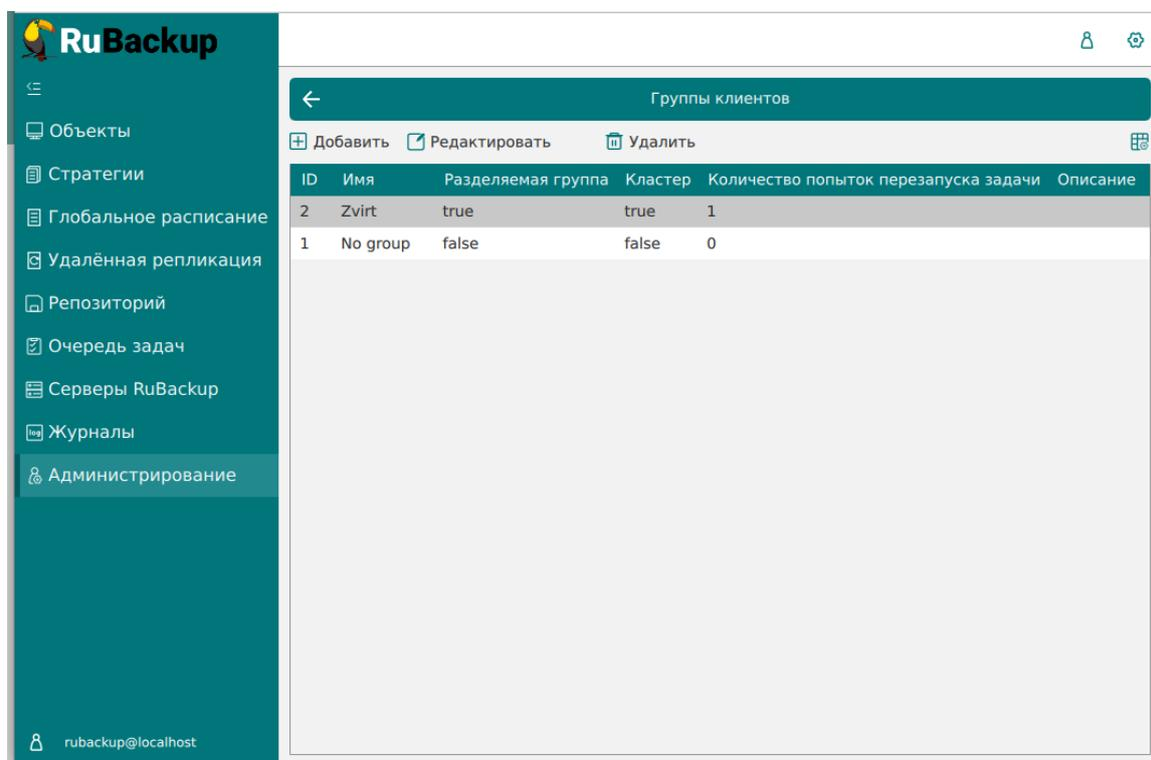 RuBackup
Объекты
Стратегии
Глобальное расписание
Удалённая репликация
Репозиторий
Очередь задач
Серверы RuBackup
log Журналы
Администрирование
rubackup@localhost
Группы клиентов
Добавить Редактировать Удалить
ID Имя Разделяемая группа Кластер Количество попыток перезапуска задачи Описание
2 Zvirt true true 1
1 No group false false 0